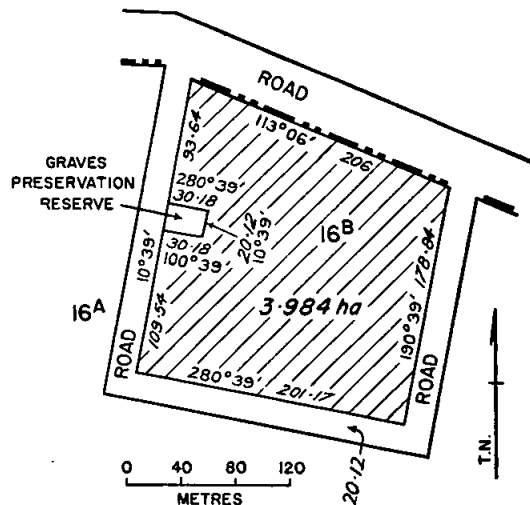 ROAD
113°06'
206
93·64
GRAVES
PRESERVATION
RESERVE
280°39'
30·18
20·12
10°39'
30·18
100°39'
16B
10°39'
16A
109·54
3·984 ha
178·84
190°39'
ROAD
280°39'
201·17
ROAD
20·12
T.N.
0 40 80 120
METRES